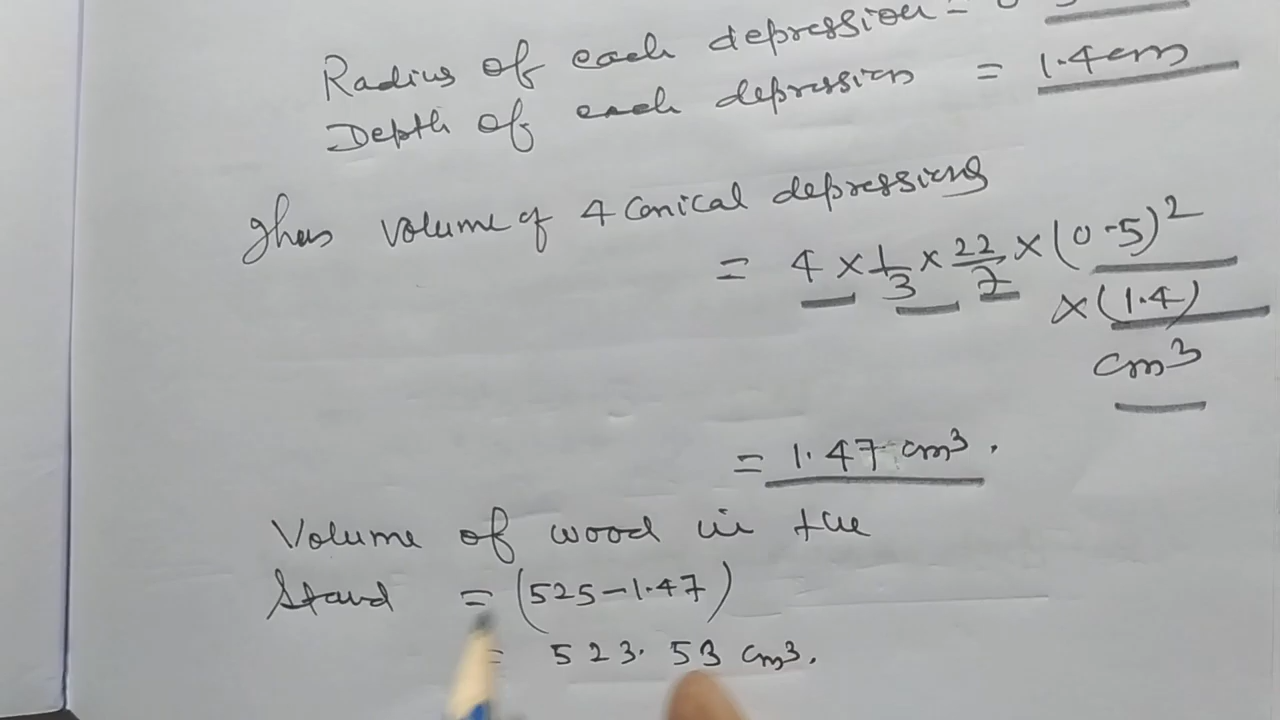 Radius of each depression = 0.5
Depth of each depression = 1.4cm
Thus volume of 4 Conical depressions
= 4 × 1/3 × 22/7 × (0.5)²
× (1.4)
cm³
= 1.47 cm³.
Volume of wood in the
Stand = (525-1.47)
= 523.53 cm³.